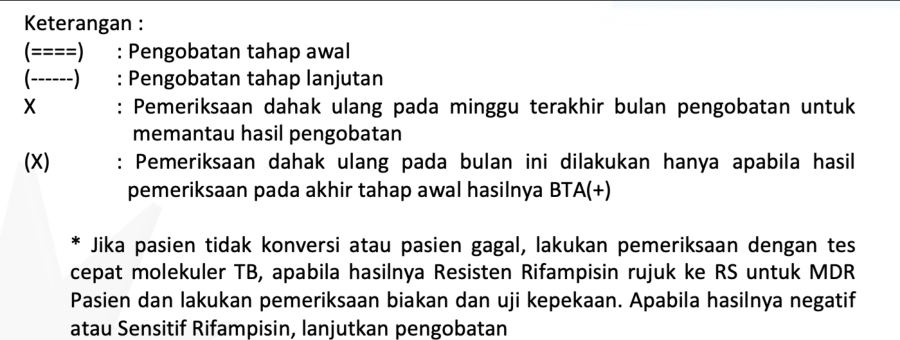 Keterangan :
(====) : Pengobatan tahap awal
(------) : Pengobatan tahap lanjutan
X : Pemeriksaan dahak ulang pada minggu terakhir bulan pengobatan untuk
memantau hasil pengobatan
(X) : Pemeriksaan dahak ulang pada bulan ini dilakukan hanya apabila hasil
pemeriksaan pada akhir tahap awal hasilnya BTA(+)
* Jika pasien tidak konversi atau pasien gagal, lakukan pemeriksaan dengan tes
cepat molekuler TB, apabila hasilnya Resisten Rifampisin rujuk ke RS untuk MDR
Pasien dan lakukan pemeriksaan biakan dan uji kepekaan. Apabila hasilnya negatif
atau Sensitif Rifampisin, lanjutkan pengobatan